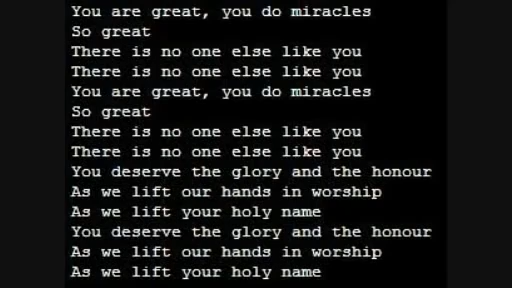 You are great, you do miracles
So great
There is no one else like you
There is no one else like you
You are great, you do miracles
So great
There is no one else like you
There is no one else like you
You deserve the glory and the honour
As we lift our hands in worship
As we lift your holy name
You deserve the glory and the honour
As we lift our hands in worship
As we lift your holy name